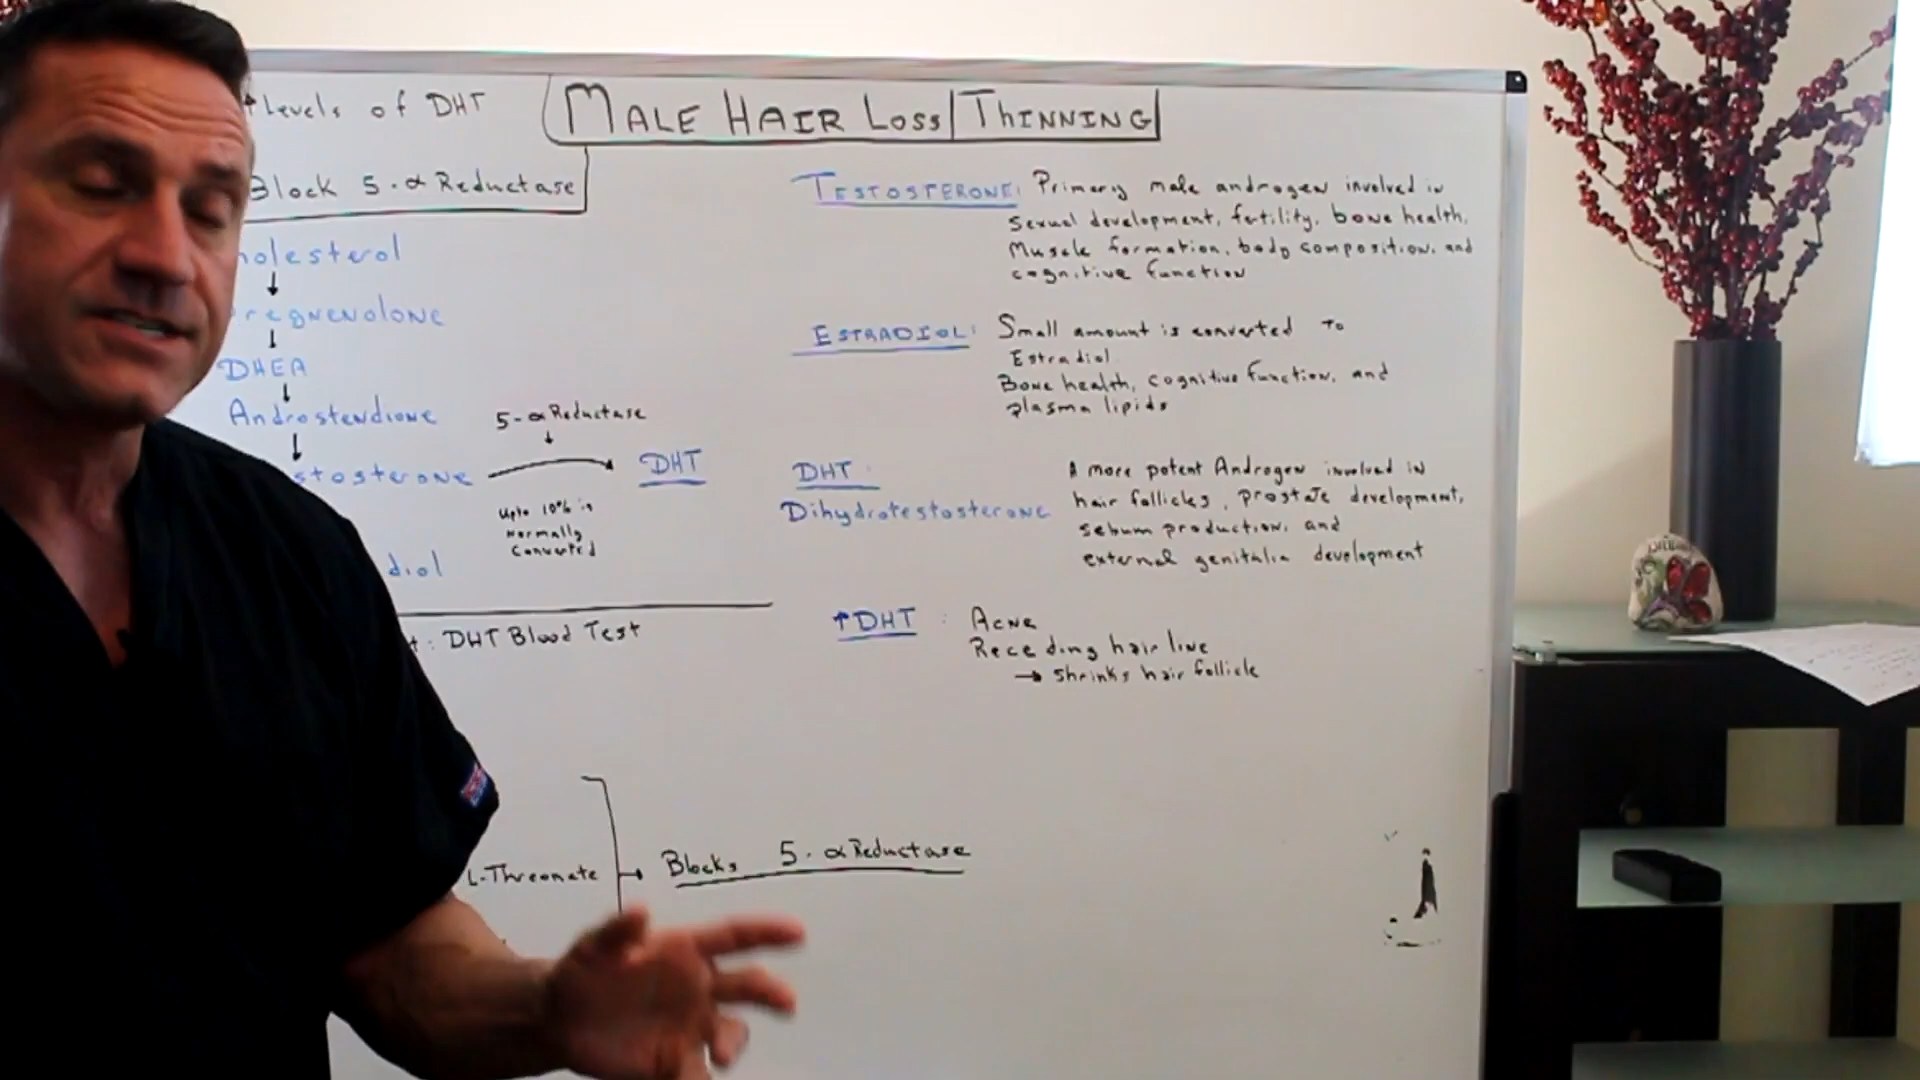 Levels of DHT
MALE HAIR LOSS/THINNING
Block 5-α Reductase
holesterol
regnenolone
DHEA
Androstendione
stosterone
5-α Reductase
DHT
Upto 10% is
Normally
Converted
diol
t: DHT Blood Test
L-Threonate
Blocks 5-α Reductase
TESTOSTERONE: Primary male androgen involved in
sexual development, fertility, bone health,
Muscle formation, body composition, and
cognitive function
ESTRADIOL: Small amount is converted to
Estradiol
Bone health, cognitive function, and
plasma lipids
DHT:
Dihydrotestosterone
A more potent Androgen involved in
hair follicles, prostate development,
sebum production, and
external genitalia development
↑DHT: Acne
Receding hair line
→ shrinks hair follicle